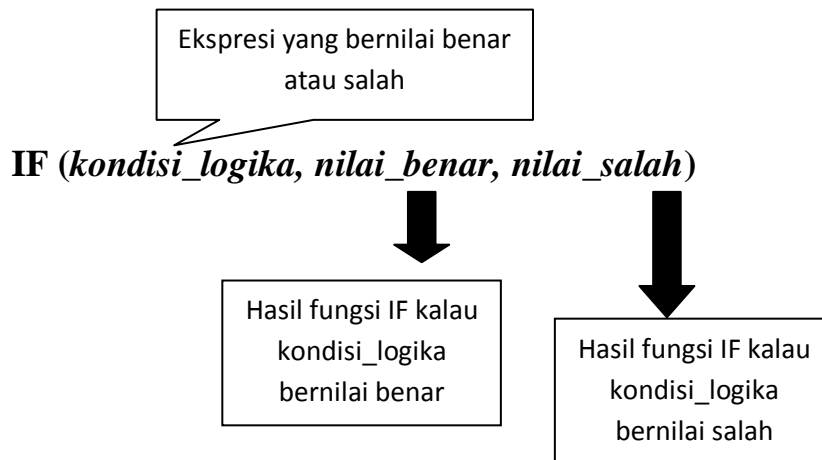 Ekspresi yang bernilai benar
atau salah
IF (kondisi_logika, nilai_benar, nilai_salah)
Hasil fungsi IF kalau
kondisi_logika
bernilai benar
Hasil fungsi IF kalau
kondisi_logika
bernilai salah